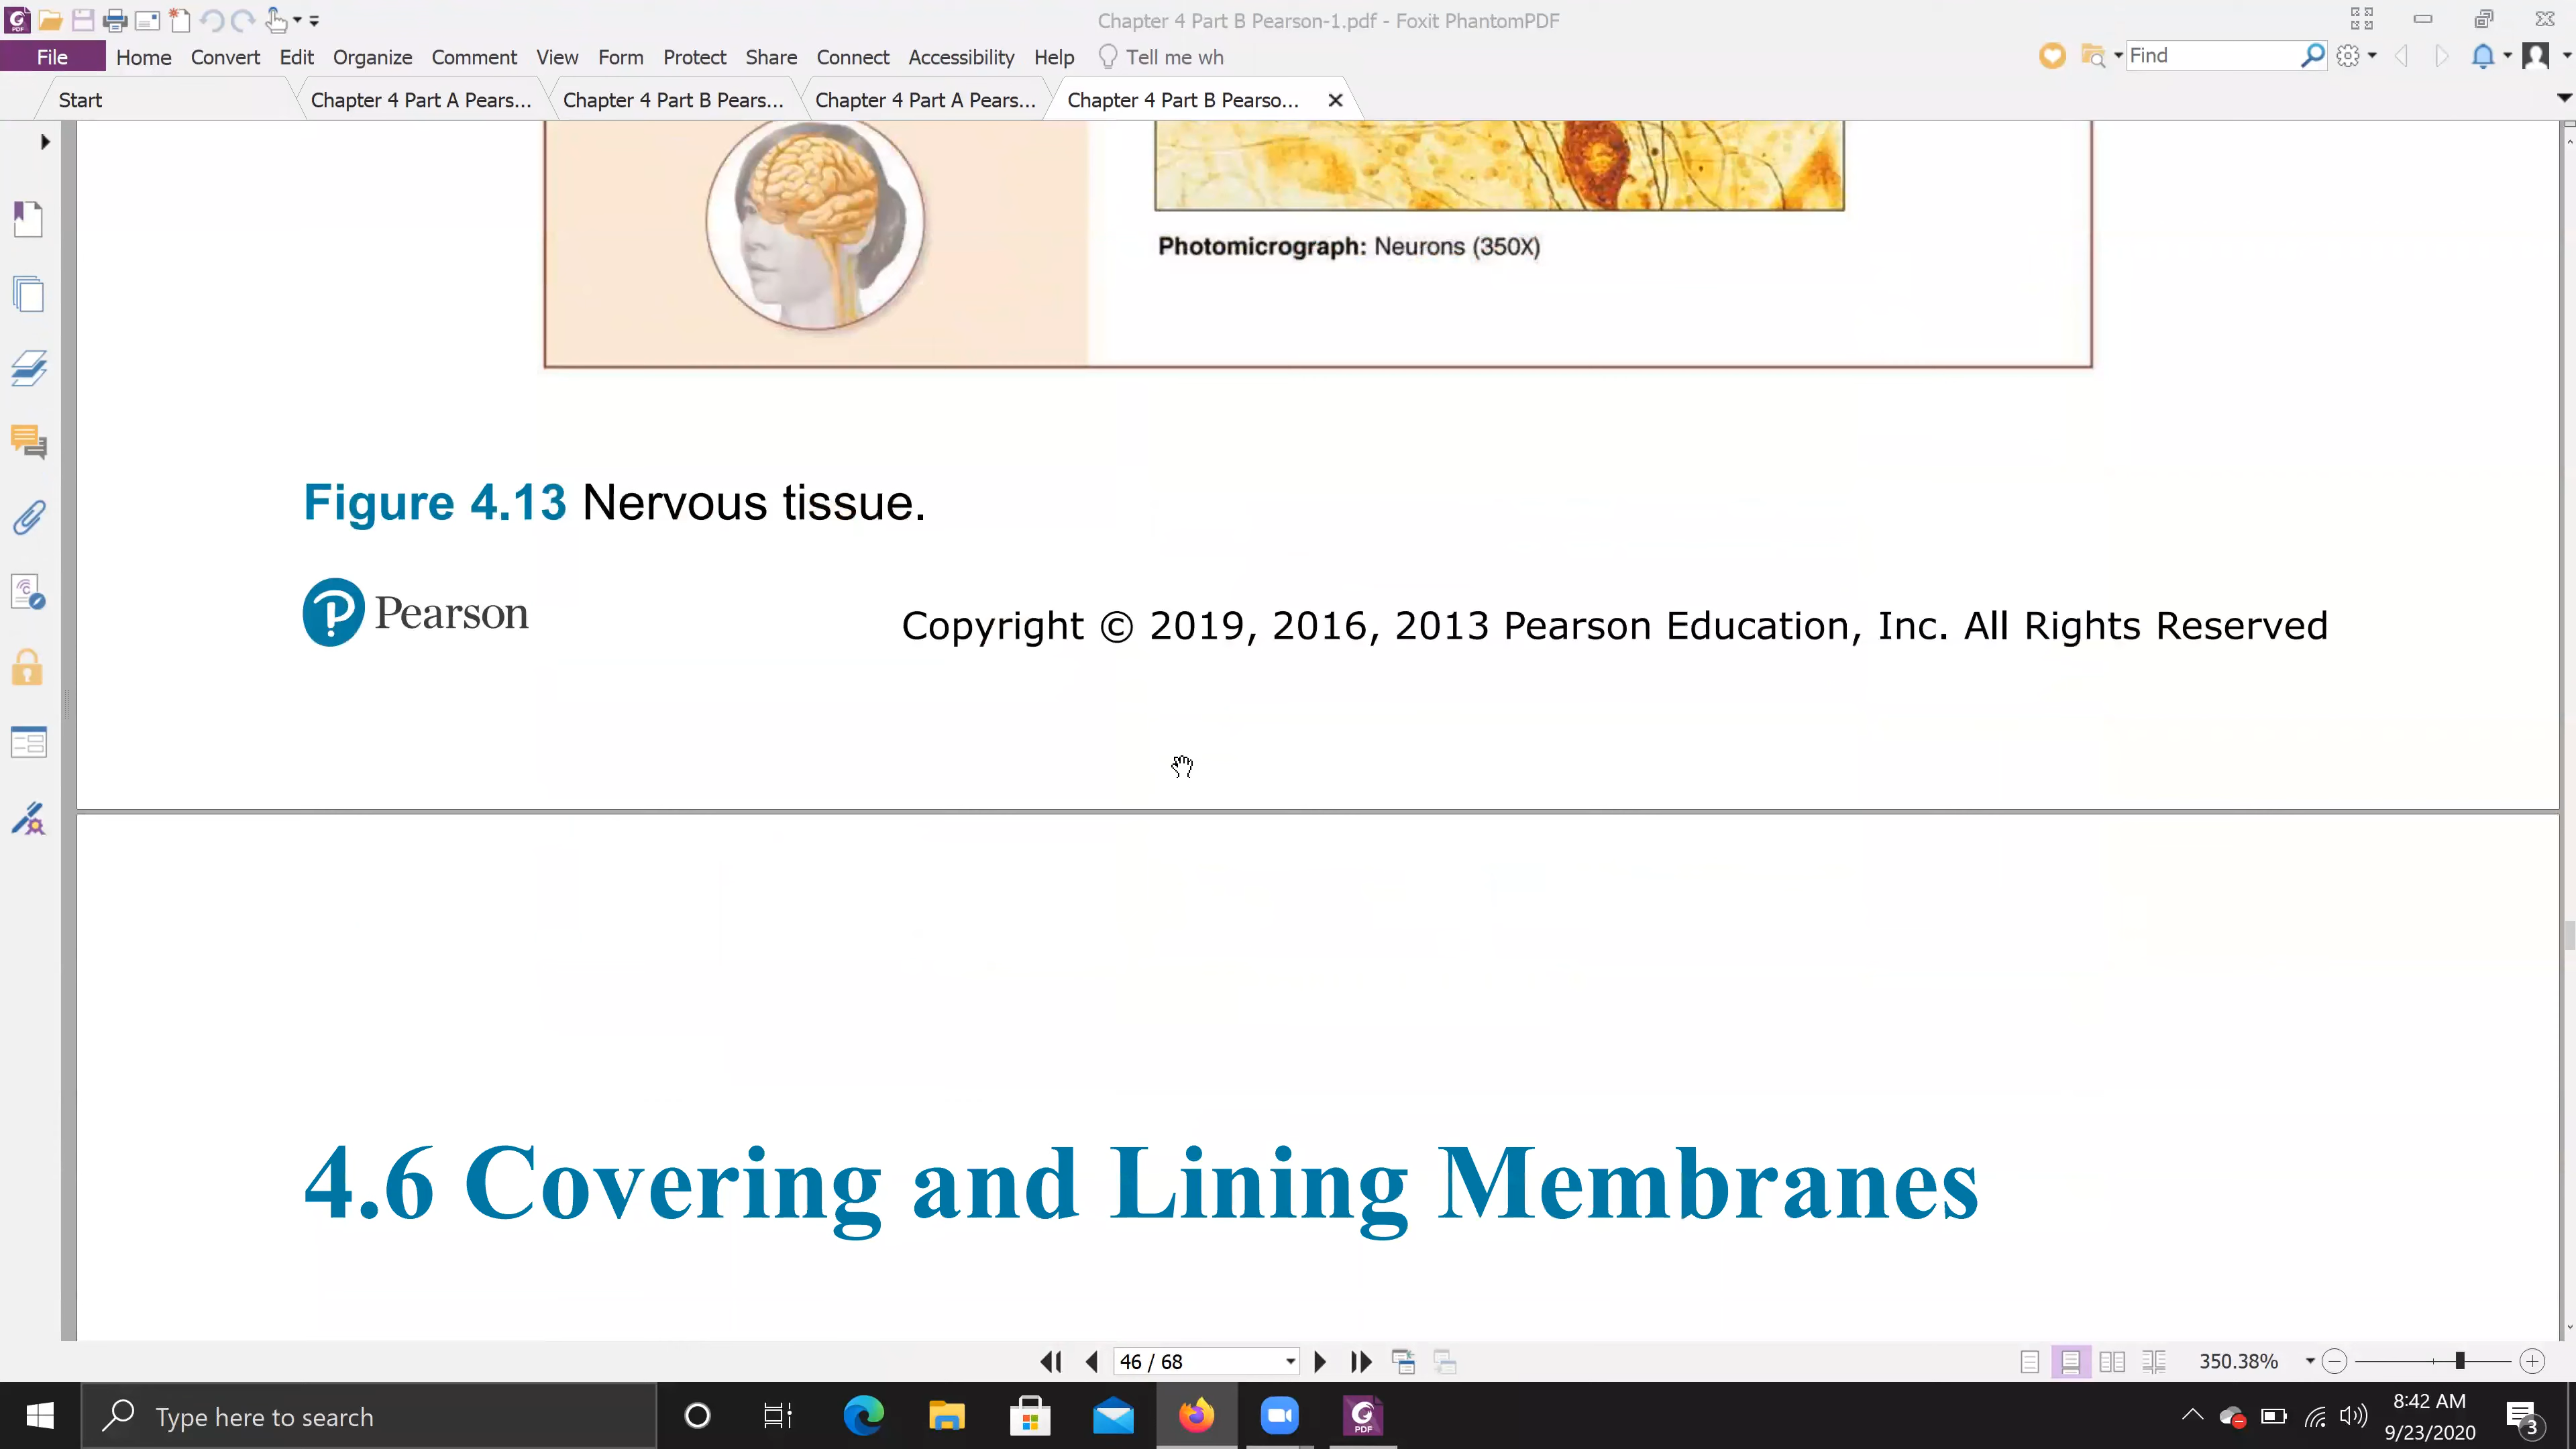 Chapter 4 Part B Pearson-1.pdf - Foxit PhantomPDF
File Home Convert Edit Organize Comment View Form Protect Share Connect Accessibility Help Tell me wh Find
Start Chapter 4 Part A Pears... Chapter 4 Part B Pears... Chapter 4 Part A Pears... Chapter 4 Part B Pearso...
Photomicrograph: Neurons (350X)
Figure 4.13 Nervous tissue.
Pearson
Copyright © 2019, 2016, 2013 Pearson Education, Inc. All Rights Reserved
4.6 Covering and Lining Membranes
46 / 68 350.38%
Type here to search
PDF
8:42 AM
9/23/2020
3